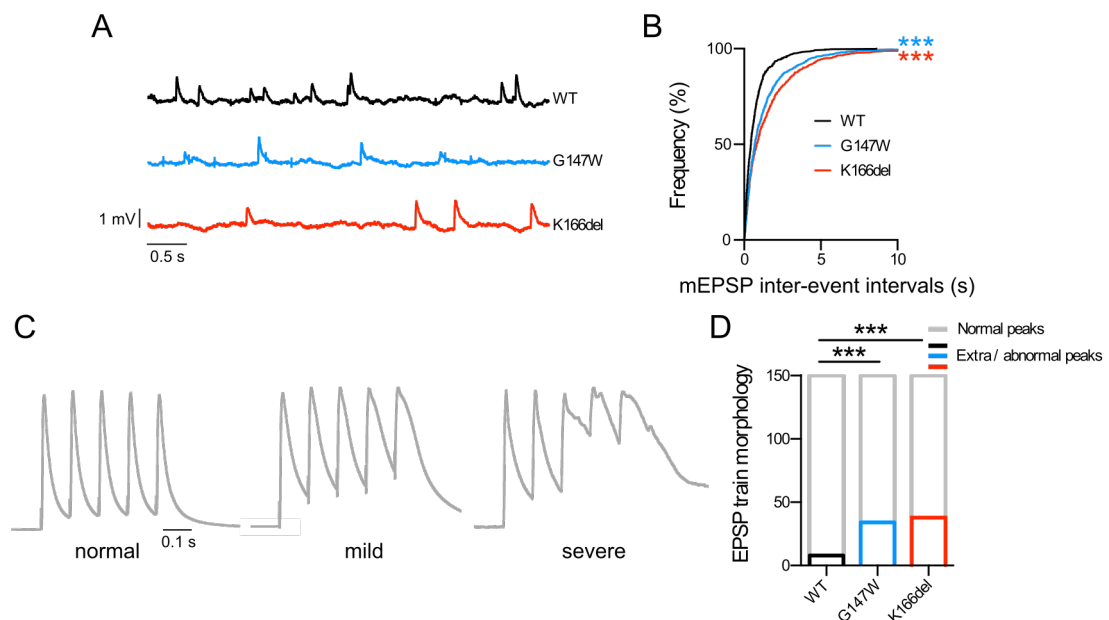 A
WT
G147W
K166del
1 mV
0.5 s
B
***
***
100
50
0
Frequency (%)
WT
G147W
K166del
0
5
10
mEPSP inter-event intervals (s)
C
0.1 s
normal
mild
severe
D
***
***
Normal peaks
Extra / abnormal peaks
150
100
50
0
EPSP train morphology
WT
G147W
K166del